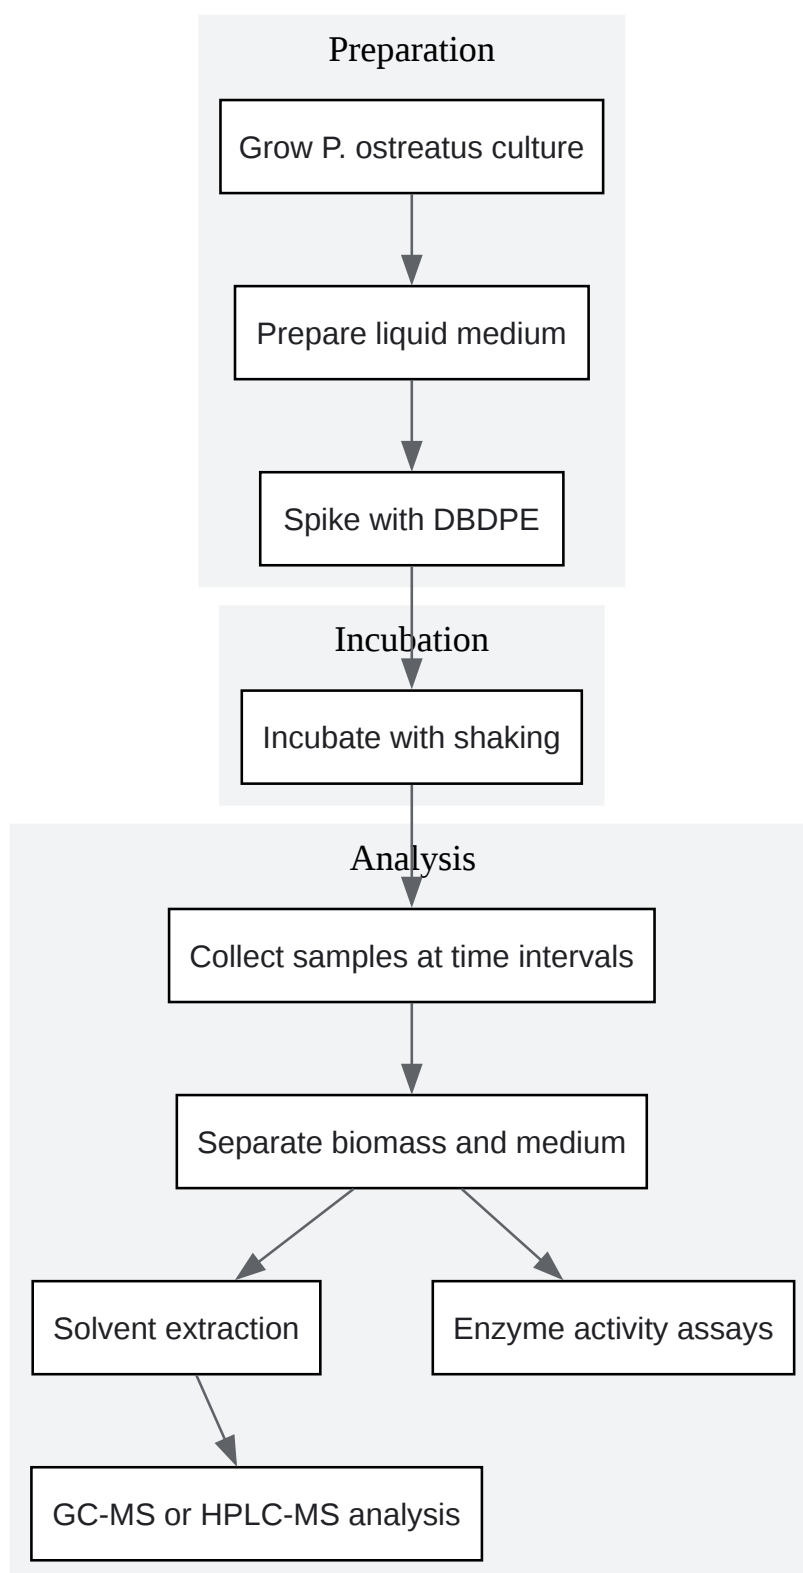 Preparation
Grow P. ostreatus culture
Prepare liquid medium
Spike with DBDPE
Incubation
Incubate with shaking
Analysis
Collect samples at time intervals
Separate biomass and medium
Solvent extraction
Enzyme activity assays
GC-MS or HPLC-MS analysis